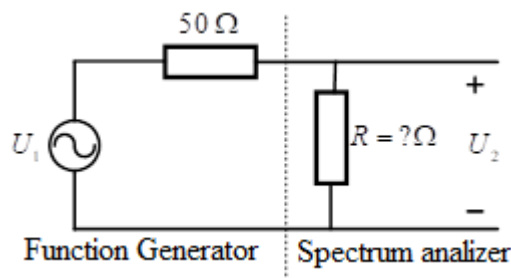 50 Ω
+
U₁
R = ?Ω
U₂
−
Function Generator
Spectrum analizer